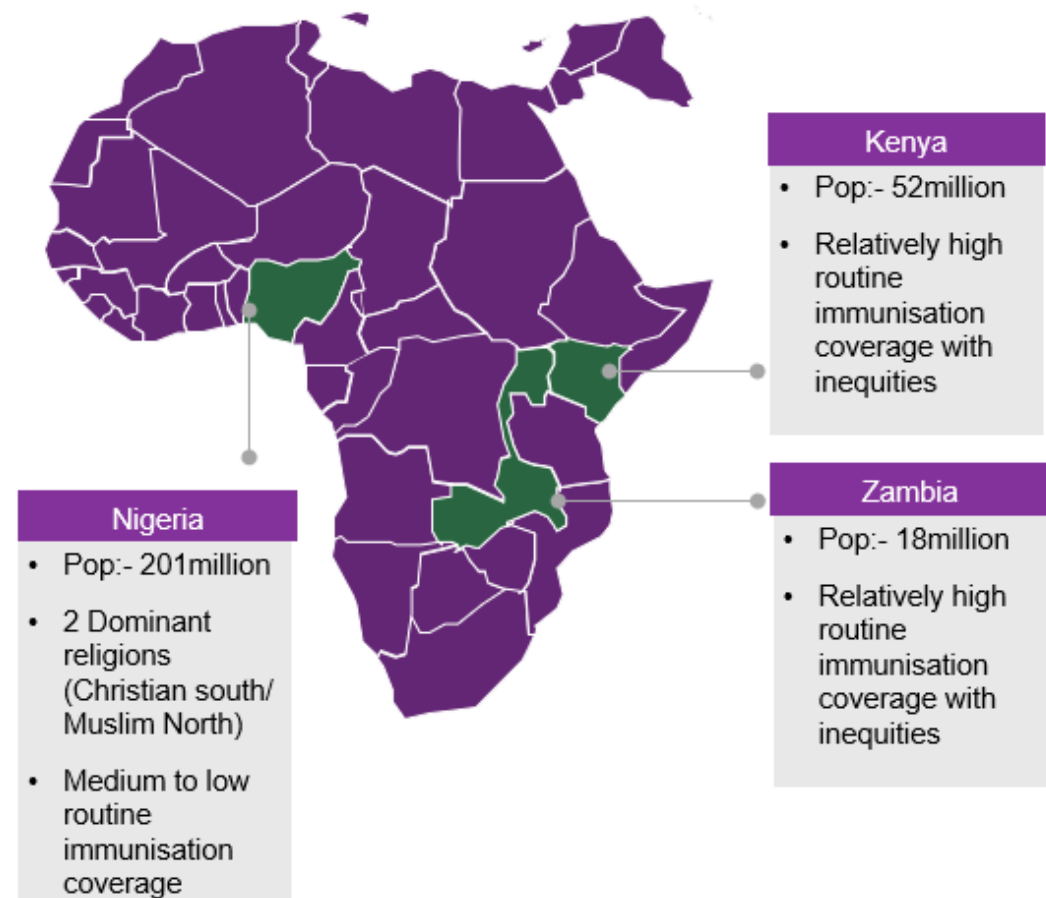 Kenya
• Pop:- 52million
• Relatively high
routine
immunisation
coverage with
inequities
Zambia
• Pop:- 18million
• Relatively high
routine
immunisation
coverage with
inequities
Nigeria
• Pop:- 201million
• 2 Dominant
religions
(Christian south/
Muslim North)
• Medium to low
routine
immunisation
coverage